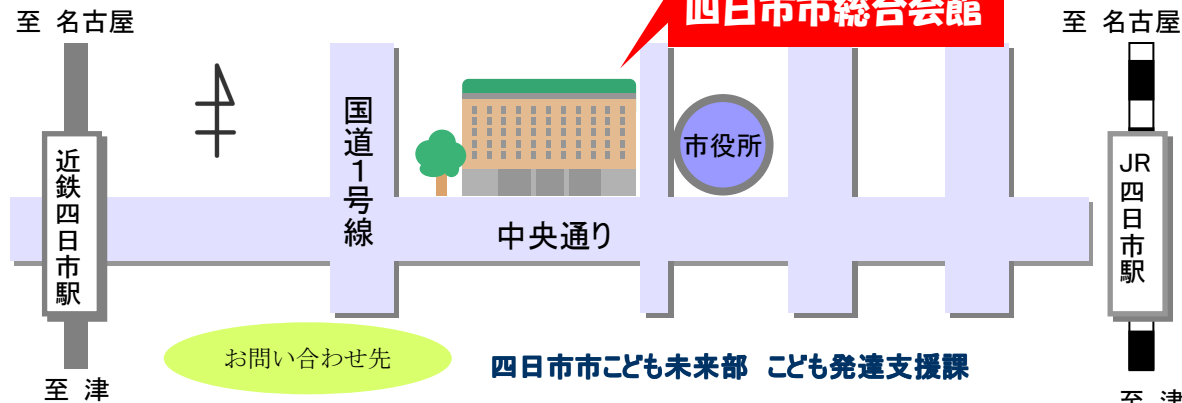 四日市市総合会館
至 名古屋
至 名古屋
国道1号線
市役所
近鉄四日市駅
JR四日市駅
中央通り
お問い合わせ先
四日市市こども未来部 こども発達支援課
至 津
至 津